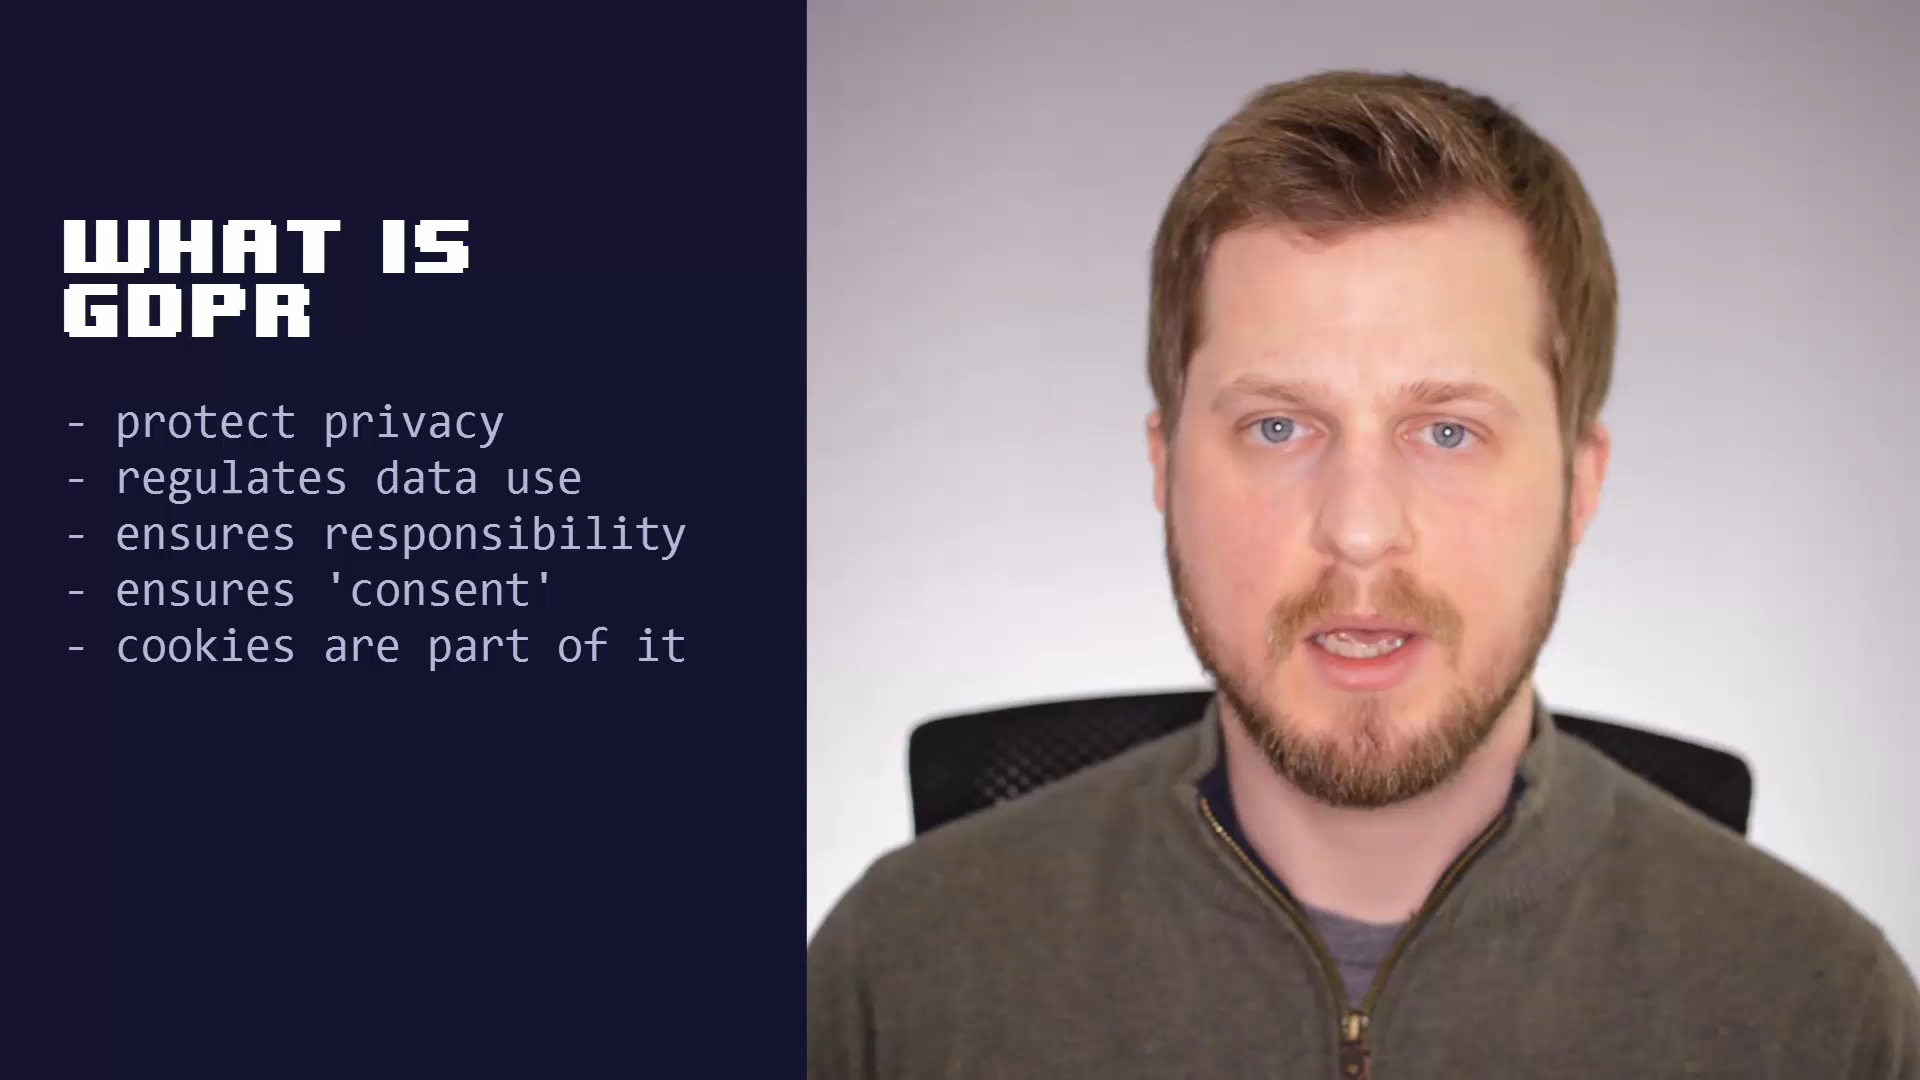 WHAT IS
GDPR
- protect privacy
- regulates data use
- ensures responsibility
- ensures 'consent'
- cookies are part of it